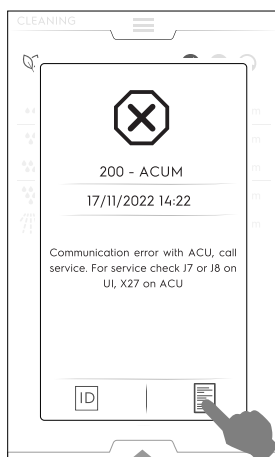 CLEANING
200 - ACUM
17/11/2022 14:22
Communication error with ACU, call
service. For service check J7 or J8 on
UI, X27 on ACU
ID